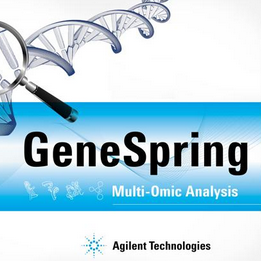 GeneSpring
Multi-Omic Analysis
Agilent Technologies